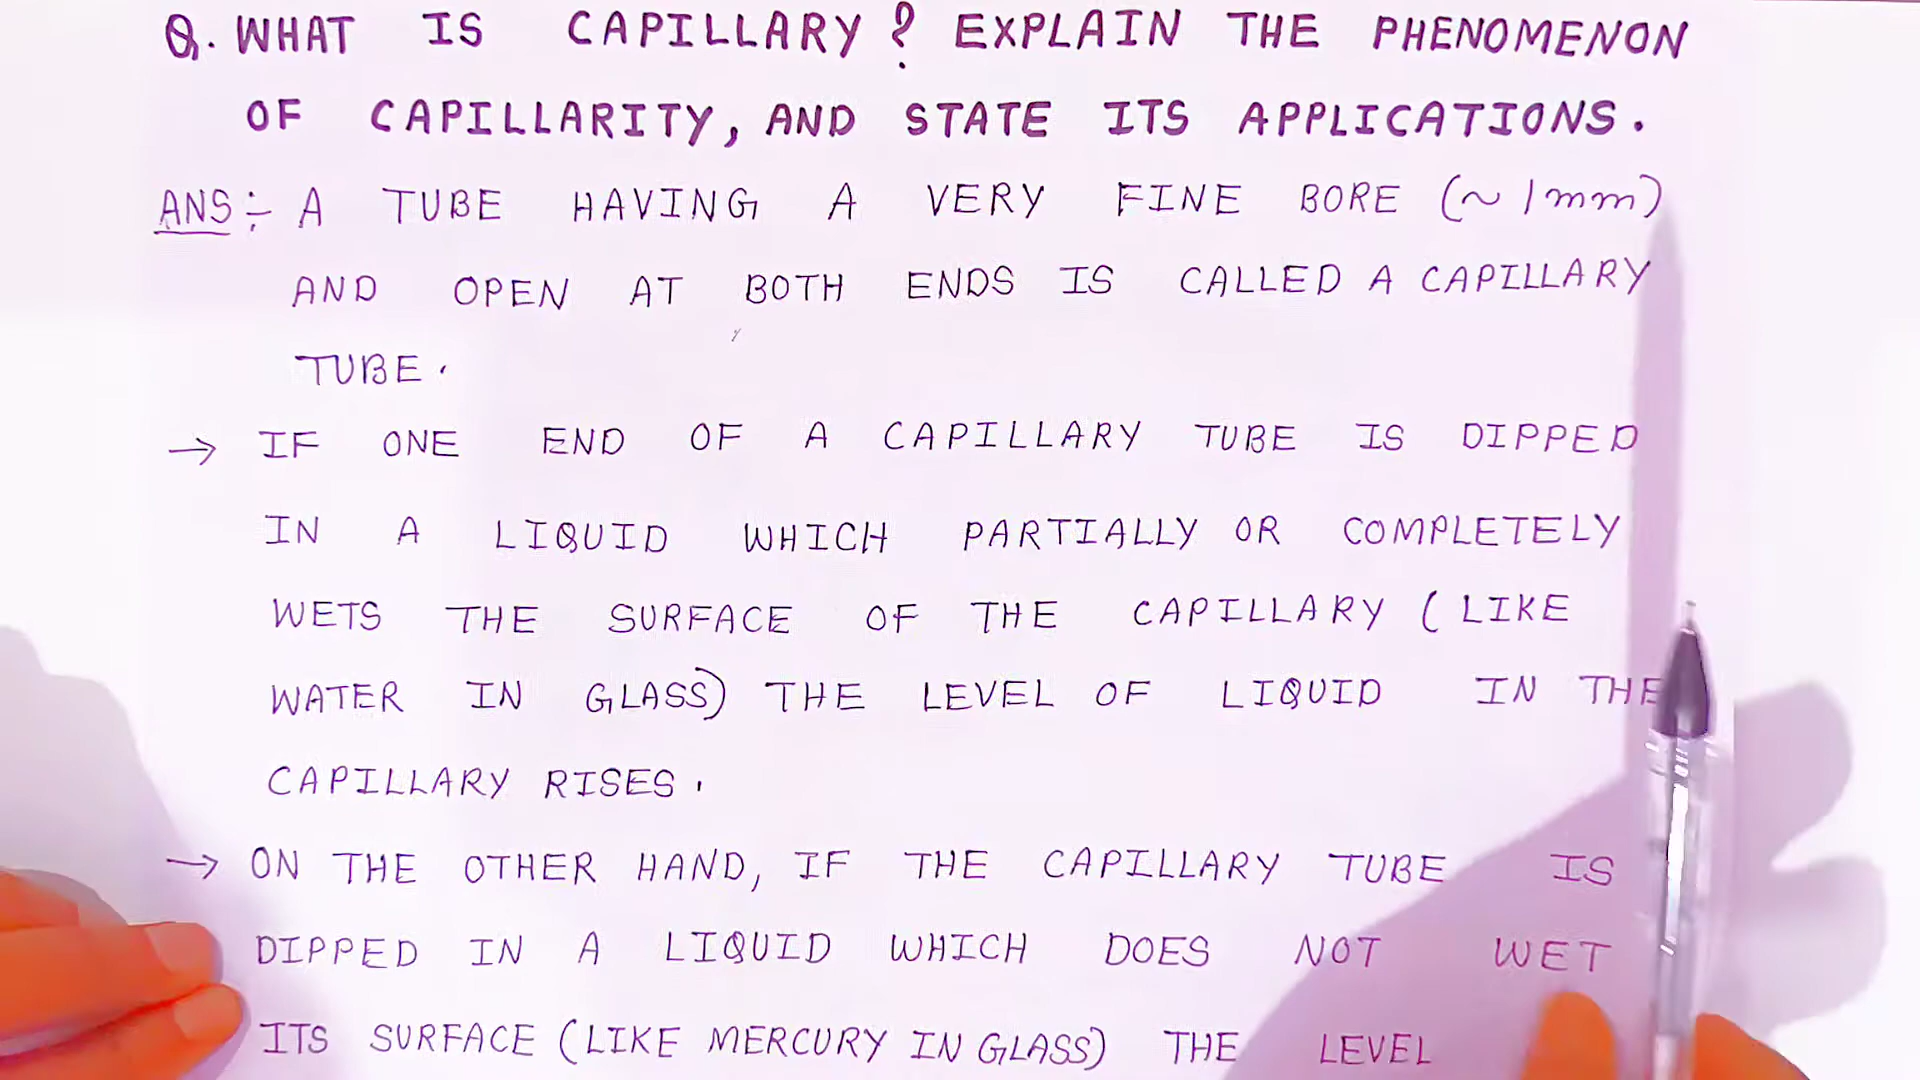 Q. WHAT IS CAPILLARY? EXPLAIN THE PHENOMENON
OF CAPILLARITY, AND STATE ITS APPLICATIONS.
ANS:- A TUBE HAVING A VERY FINE BORE (~1mm)
AND OPEN AT BOTH ENDS IS CALLED A CAPILLARY
TUBE.
→ IF ONE END OF A CAPILLARY TUBE IS DIPPED
IN A LIQUID WHICH PARTIALLY OR COMPLETELY
WETS THE SURFACE OF THE CAPILLARY (LIKE
WATER IN GLASS) THE LEVEL OF LIQUID IN THE
CAPILLARY RISES.
→ ON THE OTHER HAND, IF THE CAPILLARY TUBE IS
DIPPED IN A LIQUID WHICH DOES NOT WET
ITS SURFACE (LIKE MERCURY IN GLASS) THE LEVEL